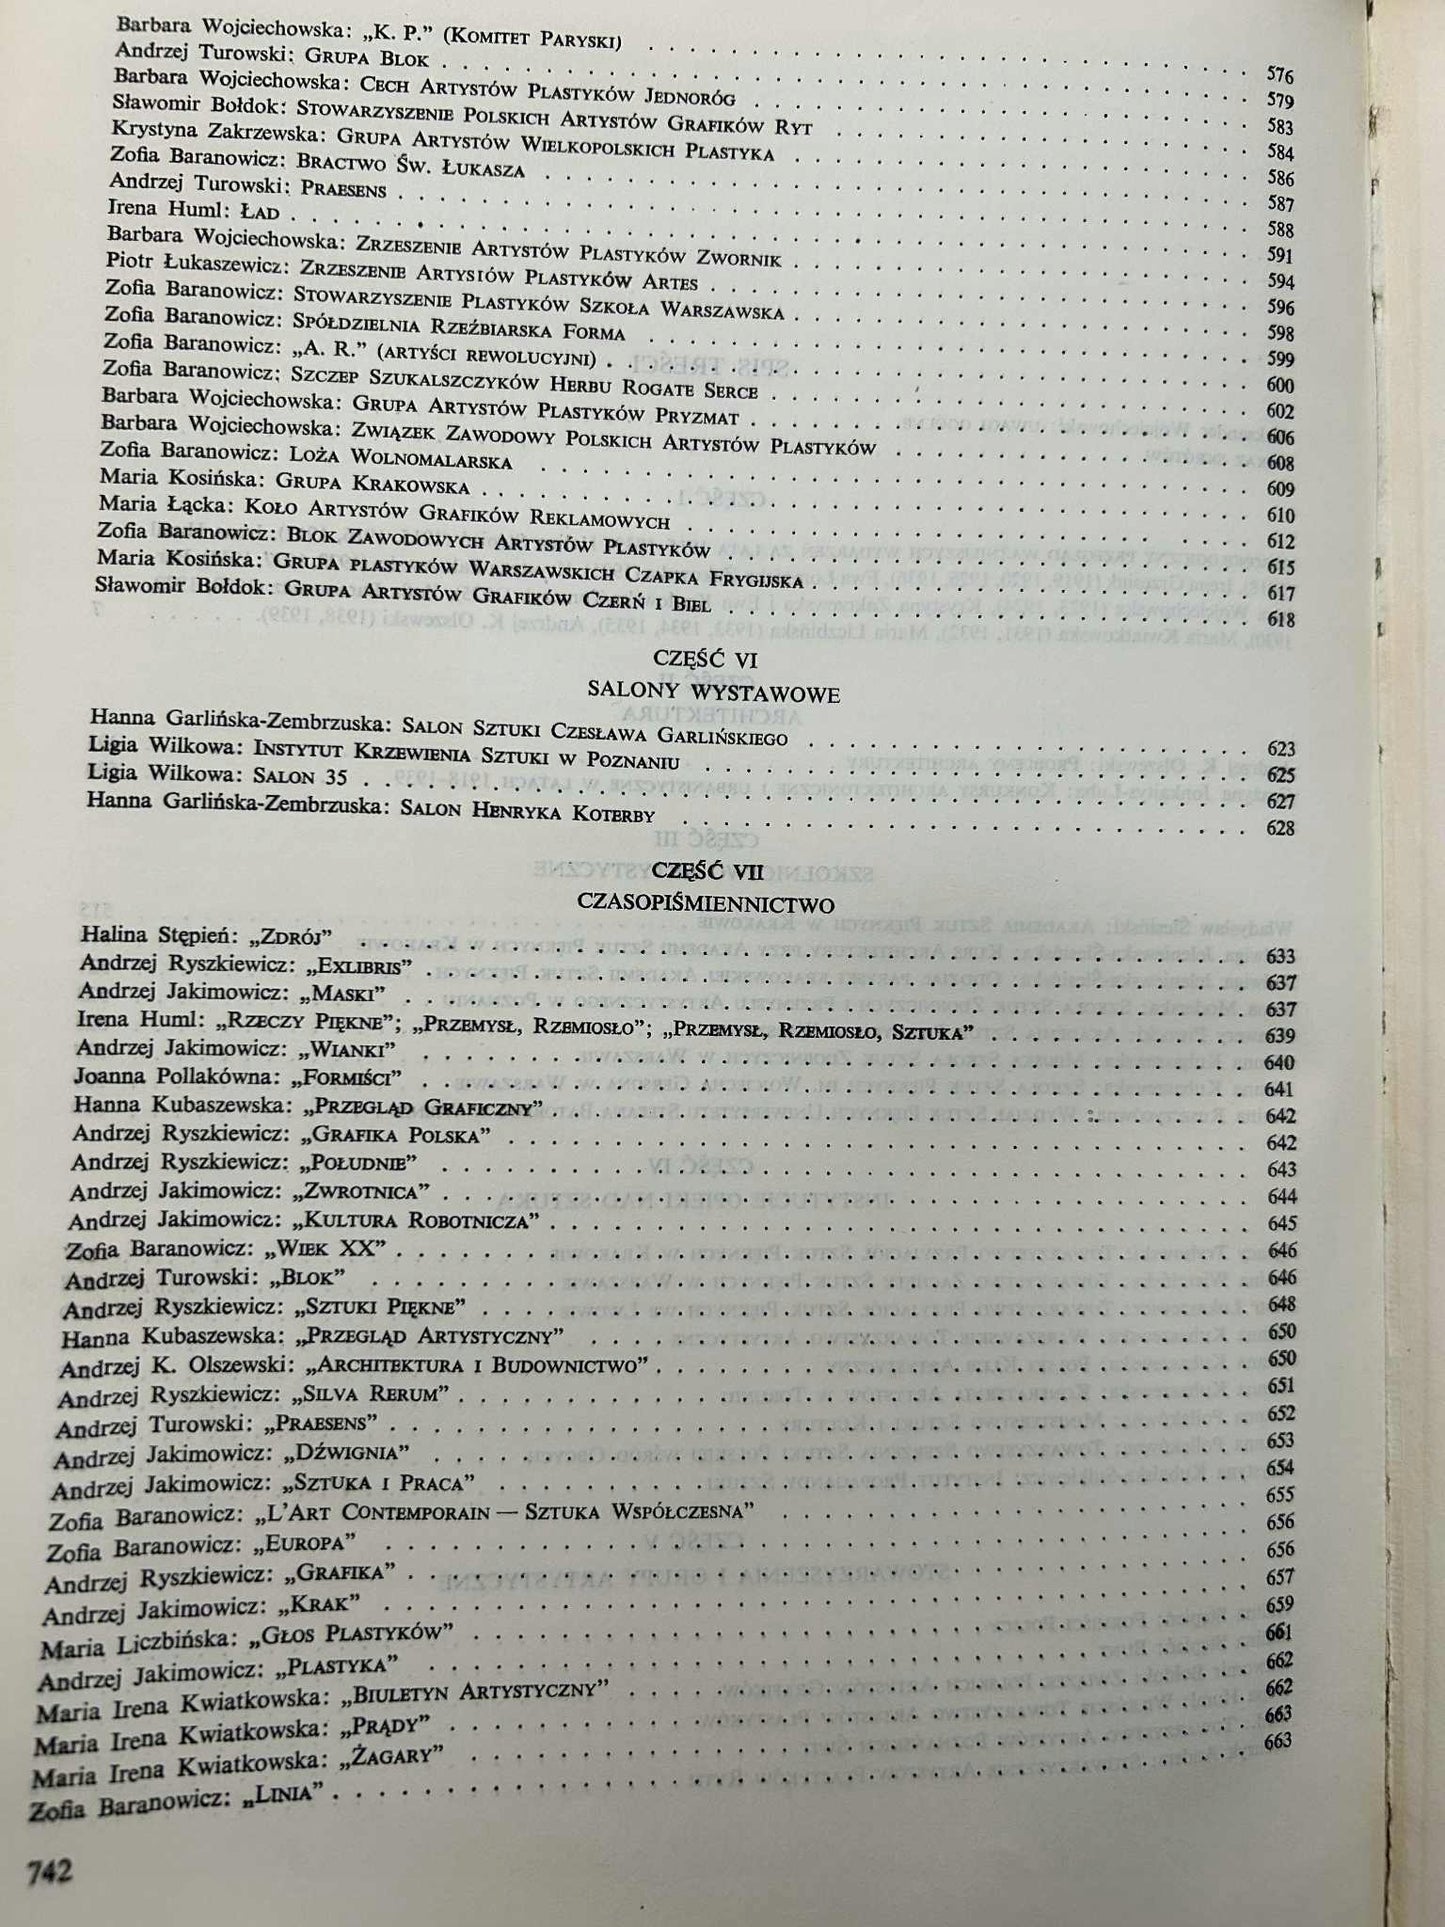 Barbara Wojciechowska: „K. P.” (Komitet Paryski) . . . 576
Andrzej Turowski: Grupa Blok . . . 579
Barbara Wojciechowska: Cech Artystów Plastyków Jednoróg . . . 583
Sławomir Bołdok: Stowarzyszenie Polskich Artystów Grafików Ryt . . . 584
Krystyna Zakrzewska: Grupa Artystów Wielkopolskich Plastyka . . . 586
Zofia Baranowicz: Bractwo Św. Łukasza . . . 587
Andrzej Turowski: Praesens . . . 588
Irena Huml: Ład . . . 591
Barbara Wojciechowska: Zrzeszenie Artystów Plastyków Zwornik . . . 594
Piotr Łukaszewicz: Zrzeszenie Artystów Plastyków Artes . . . 596
Zofia Baranowicz: Stowarzyszenie Plastyków Szkoła Warszawska . . . 598
Zofia Baranowicz: Spółdzielnia Rzeźbiarska Forma . . . 599
Zofia Baranowicz: „A. R.” (artyści rewolucyjni) . . . 600
Zofia Baranowicz: Szczep Szukalszczyków Herbu Rogate Serce . . . 602
Barbara Wojciechowska: Grupa Artystów Plastyków Pryzmat . . . 606
Barbara Wojciechowska: Związek Zawodowy Polskich Artystów Plastyków . . . 608
Zofia Baranowicz: Loża Wolnomalarska . . . 609
Maria Kosińska: Grupa Krakowska . . . 610
Maria Łącka: Koło Artystów Grafików Reklamowych . . . 612
Zofia Baranowicz: Blok Zawodowych Artystów Plastyków . . . 615
Maria Kosińska: Grupa plastyków Warszawskich Czapka Frygijska . . . 617
Sławomir Bołdok: Grupa Artystów Grafików Czerń i Biel . . . 618
CZĘŚĆ VI
SALONY WYSTAWOWE
Hanna Garlińska-Zembrzuska: Salon Sztuki Czesława Garlińskiego . . . 623
Ligia Wilkowa: Instytut Krzewienia Sztuki w Poznaniu . . . 625
Ligia Wilkowa: Salon 35 . . . 627
Hanna Garlińska-Zembrzuska: Salon Henryka Koterby . . . 628
CZĘŚĆ VII
CZASOPIŚMIENNICTWO
Halina Stępień: „Zdrój” . . . 633
Andrzej Ryszkiewicz: „Exlibris” . . . 637
Andrzej Jakimowicz: „Maski” . . . 637
Irena Huml: „Rzeczy Piękne”; „Przemysł, Rzemiosło”; „Przemysł, Rzemiosło, Sztuka” . . . 639
Andrzej Jakimowicz: „Wianki” . . . 640
Joanna Pollakówna: „Formiści” . . . 641
Hanna Kubaszewska: „Przegląd Graficzny” . . . 642
Andrzej Ryszkiewicz: „Grafika Polska” . . . 642
Andrzej Ryszkiewicz: „Południe” . . . 643
Andrzej Jakimowicz: „Zwrotnica” . . . 644
Andrzej Jakimowicz: „Kultura Robotnicza” . . . 645
Zofia Baranowicz: „Wiek XX” . . . 646
Andrzej Turowski: „Blok” . . . 646
Andrzej Ryszkiewicz: „Sztuki Piękne” . . . 648
Hanna Kubaszewska: „Przegląd Artystyczny” . . . 650
Andrzej K. Olszewski: „Architektura i Budownictwo” . . . 650
Andrzej Ryszkiewicz: „Silva Rerum” . . . 651
Andrzej Turowski: „Praesens” . . . 652
Andrzej Jakimowicz: „Dźwignia” . . . 653
Andrzej Jakimowicz: „Sztuka i Praca” . . . 654
Zofia Baranowicz: „L’Art Contemporain — Sztuka Współczesna” . . . 655
Zofia Baranowicz: „Europa” . . . 656
Andrzej Ryszkiewicz: „Grafika” . . . 656
Andrzej Jakimowicz: „Krak” . . . 657
Maria Liczbińska: „Głos Plastyków” . . . 659
Andrzej Jakimowicz: „Plastyka” . . . 661
Maria Irena Kwiatkowska: „Biuletyn Artystyczny” . . . 662
Maria Irena Kwiatkowska: „Prądy” . . . 662
Maria Irena Kwiatkowska: „Żagary” . . . 663
Zofia Baranowicz: „Linia” . . . 663
742